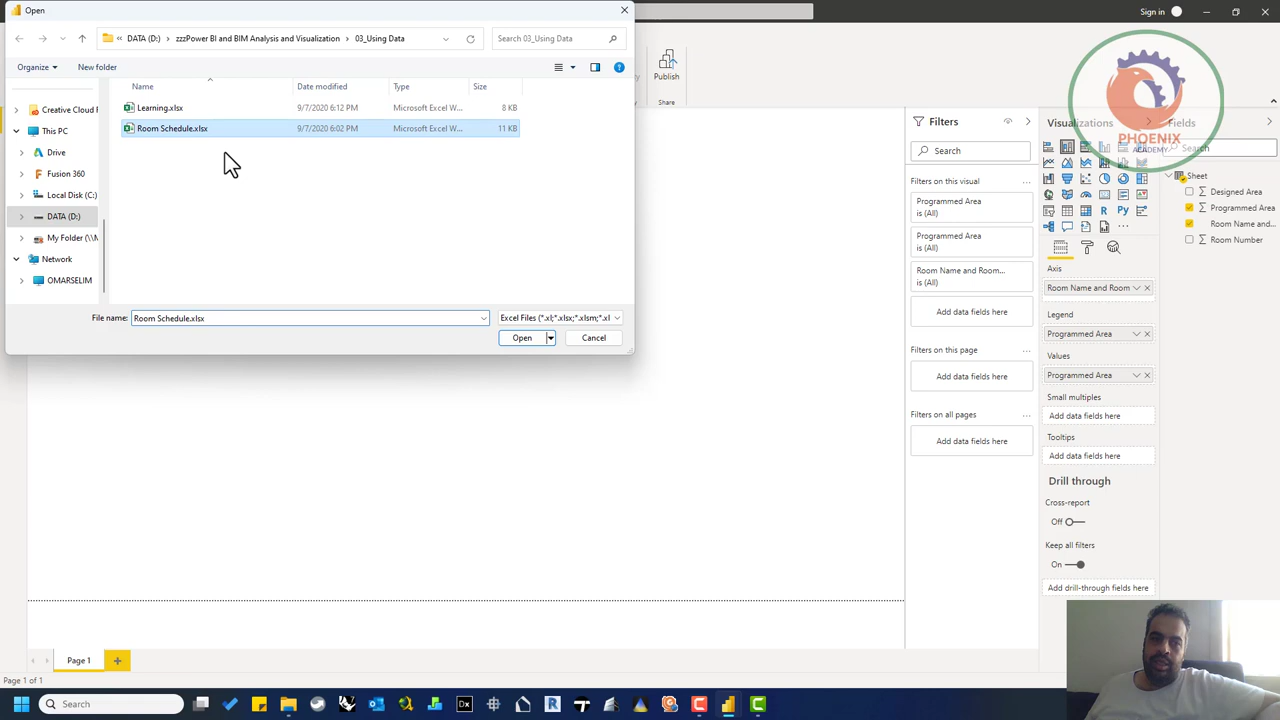 Open
Sign in
DATA (D:)
zzzPower BI and BIM Analysis and Visualization
03_Using Data
Search 03_Using Data
Organize
New folder
Publish
Share
Name
Date modified
Type
Size
Creative Cloud F
This PC
Drive
Fusion 360
Local Disk (C:)
DATA (D:)
My Folder (\\M
Network
OMARSELIM
Learning.xlsx
9/7/2020 6:12 PM
Microsoft Excel W...
8 KB
Room Schedule.xlsx
9/7/2020 6:02 PM
Microsoft Excel W...
11 KB
File name:
Room Schedule.xlsx
Excel Files (*.xl;*.xlsx;*.xlsm;*.xl
Open
Cancel
Filters
Search
Filters on this visual
Programmed Area
is (All)
Programmed Area
is (All)
Room Name and Room...
is (All)
Add data fields here
Filters on this page
Add data fields here
Filters on all pages
Add data fields here
Visualizations
Axis
Room Name and Room
Legend
Programmed Area
Values
Programmed Area
Small multiples
Add data fields here
Tooltips
Add data fields here
Drill through
Cross-report
Off
Keep all filters
On
Add drill-through fields here
Fields
Search
Sheet
Designed Area
Programmed Area
Room Name and...
Room Number
PHOENIX
ACADEMY
Page 1
Page 1 of 1
Search